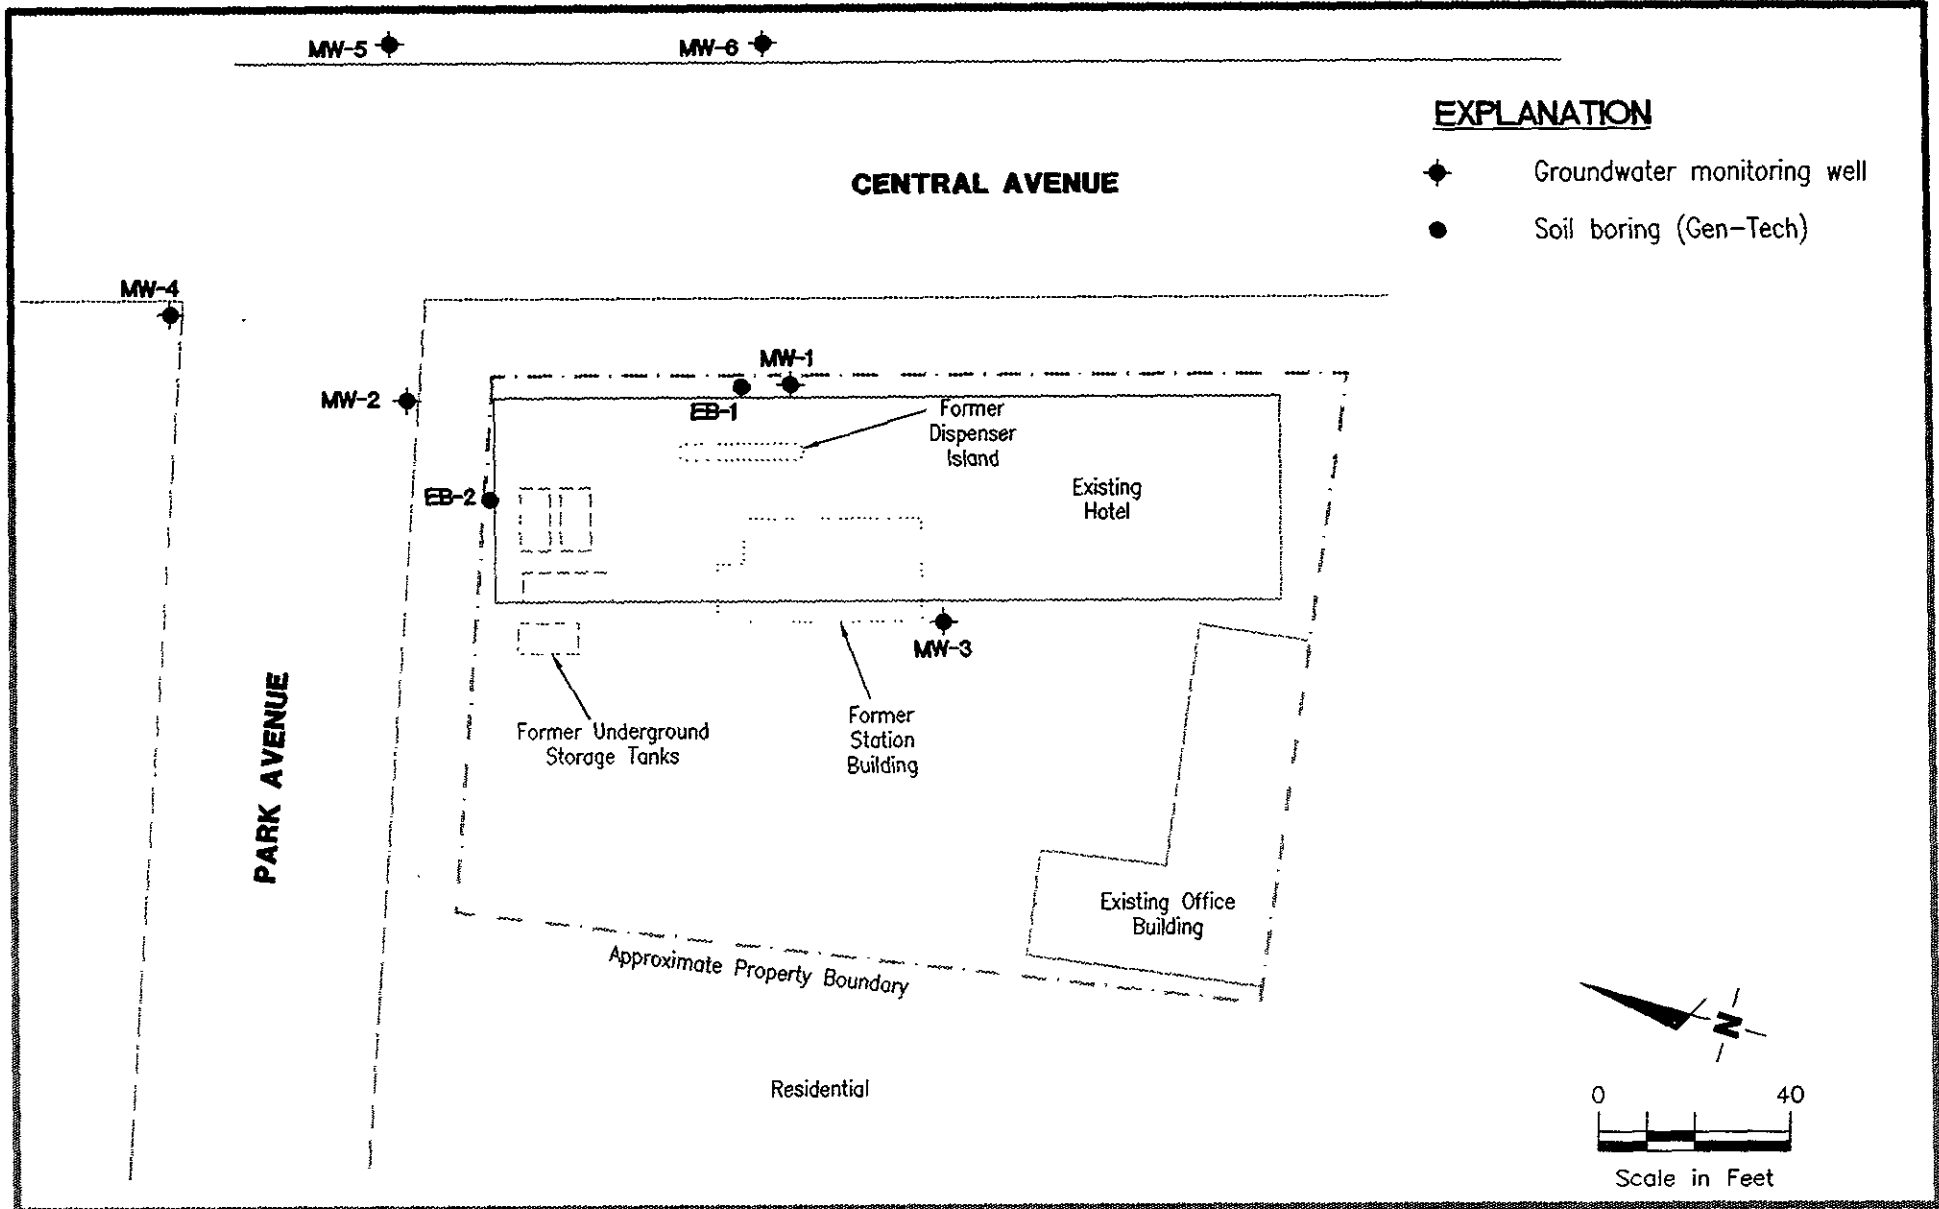 MW-5
MW-6
EXPLANATION
Groundwater monitoring well
Soil boring (Gen-Tech)
CENTRAL AVENUE
MW-4
MW-1
MW-2
EB-1
Former
Dispenser
Island
Existing
Hotel
EB-2
MW-3
PARK AVENUE
Former Underground
Storage Tanks
Former
Station
Building
Existing Office
Building
Approximate Property Boundary
Residential
N
0 40
Scale in Feet